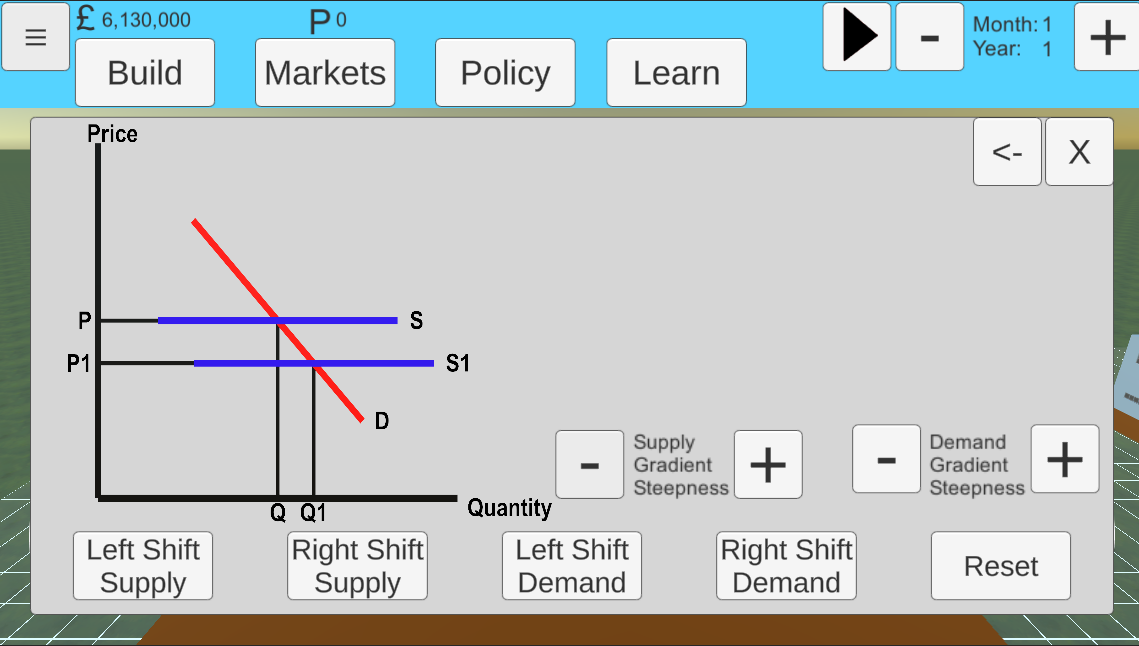 ☰
£ 6,130,000
P 0
-
Month: 1
Year: 1
+
Build
Markets
Policy
Learn
Price
<-
X
P
S
P1
S1
D
-
Supply
Gradient
Steepness
+
-
Demand
Gradient
Steepness
+
Q
Q1
Quantity
Left Shift
Supply
Right Shift
Supply
Left Shift
Demand
Right Shift
Demand
Reset